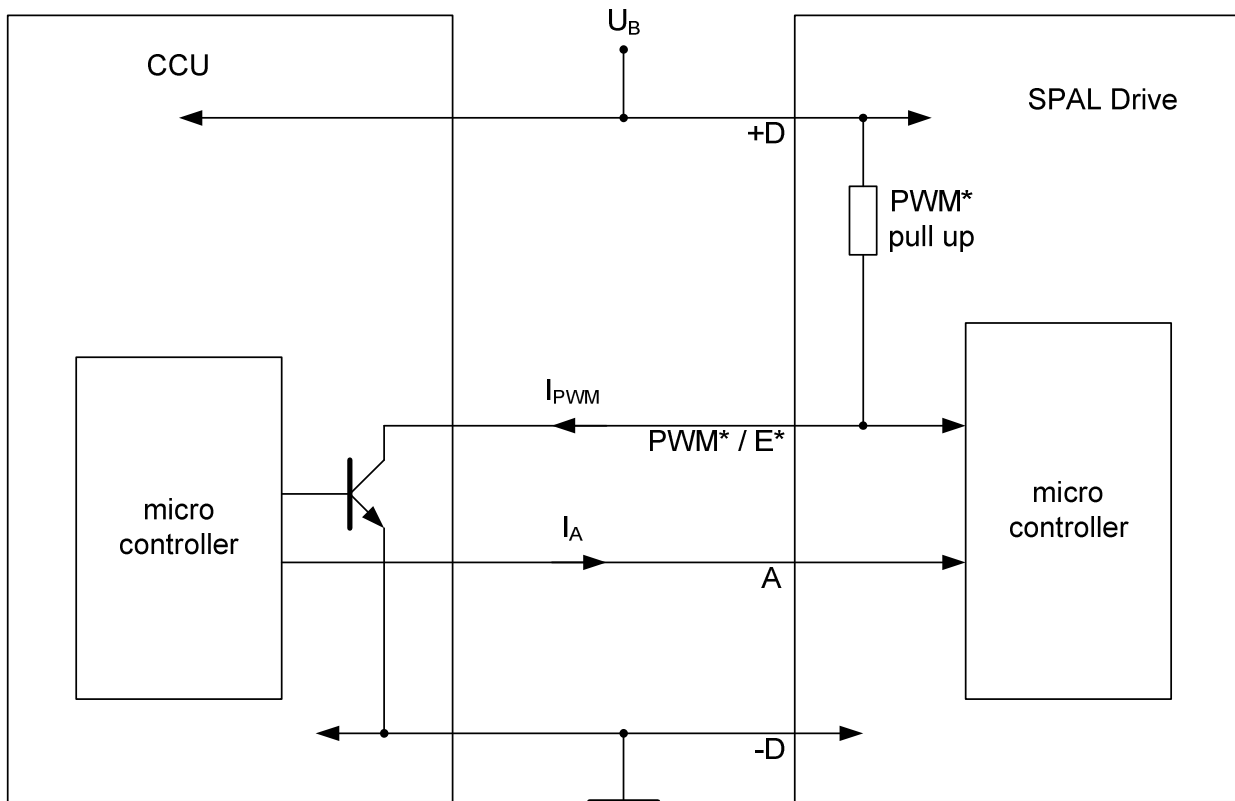 U_B
CCU
SPAL Drive
+D
PWM*
pull up
I_PWM
PWM* / E*
micro
controller
micro
controller
I_A
A
-D